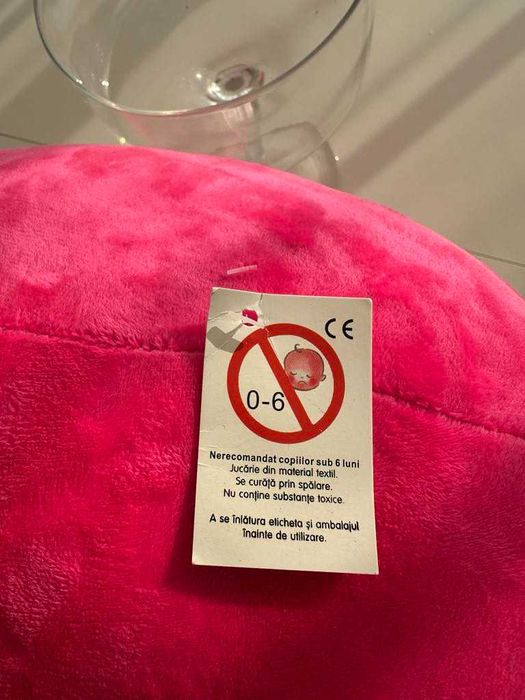 CE
0-6
Nerecomandat copiilor sub 6 luni
Jucărie din material textil.
Se curăță prin spălare.
Nu conține substanțe toxice.
A se înlătura eticheta și ambalajul
înainte de utilizare.